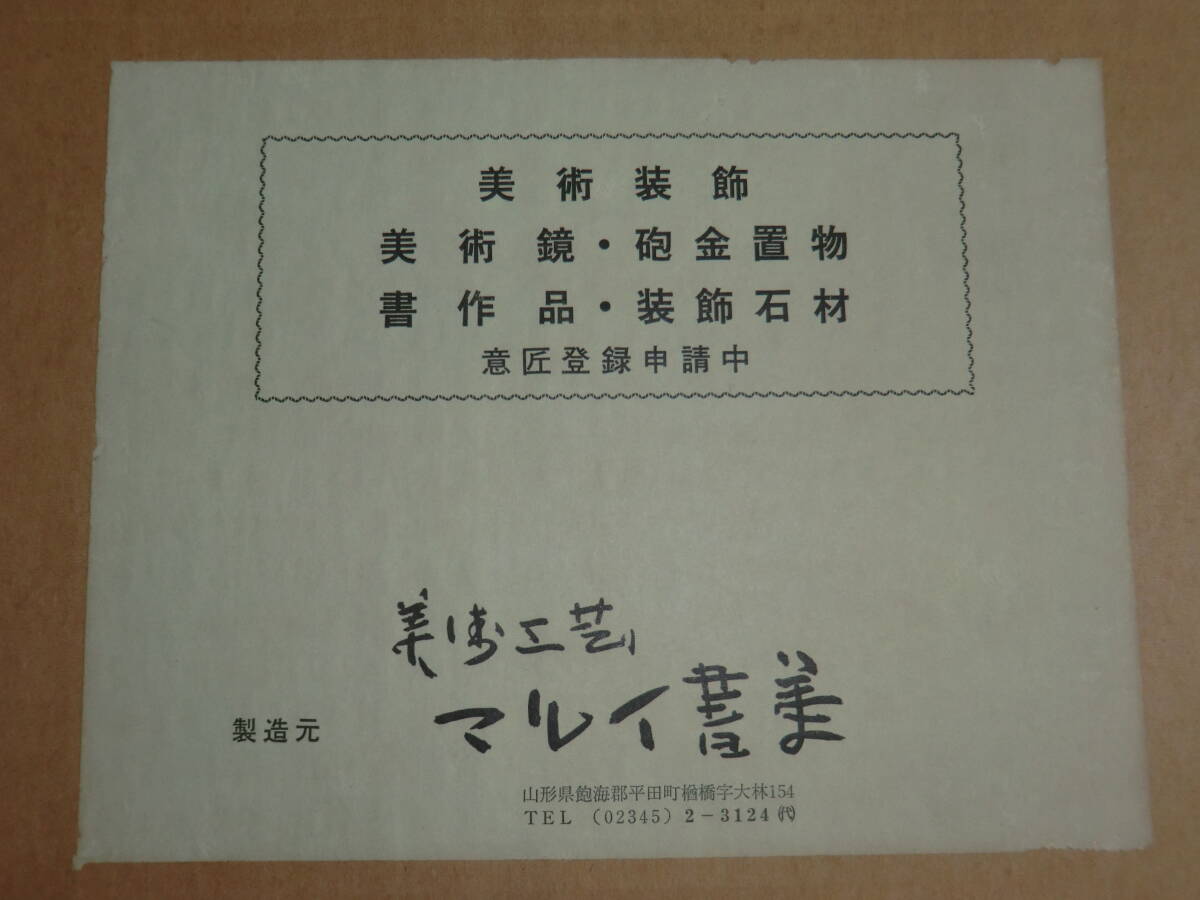 美術装飾
美術鏡・砲金置物
書作品・装飾石材
意匠登録申請中
美術工芸
製造元 マルイ書美
山形県飽海郡平田町楢橋字大林154
TEL (02345) 2-3124 (代)